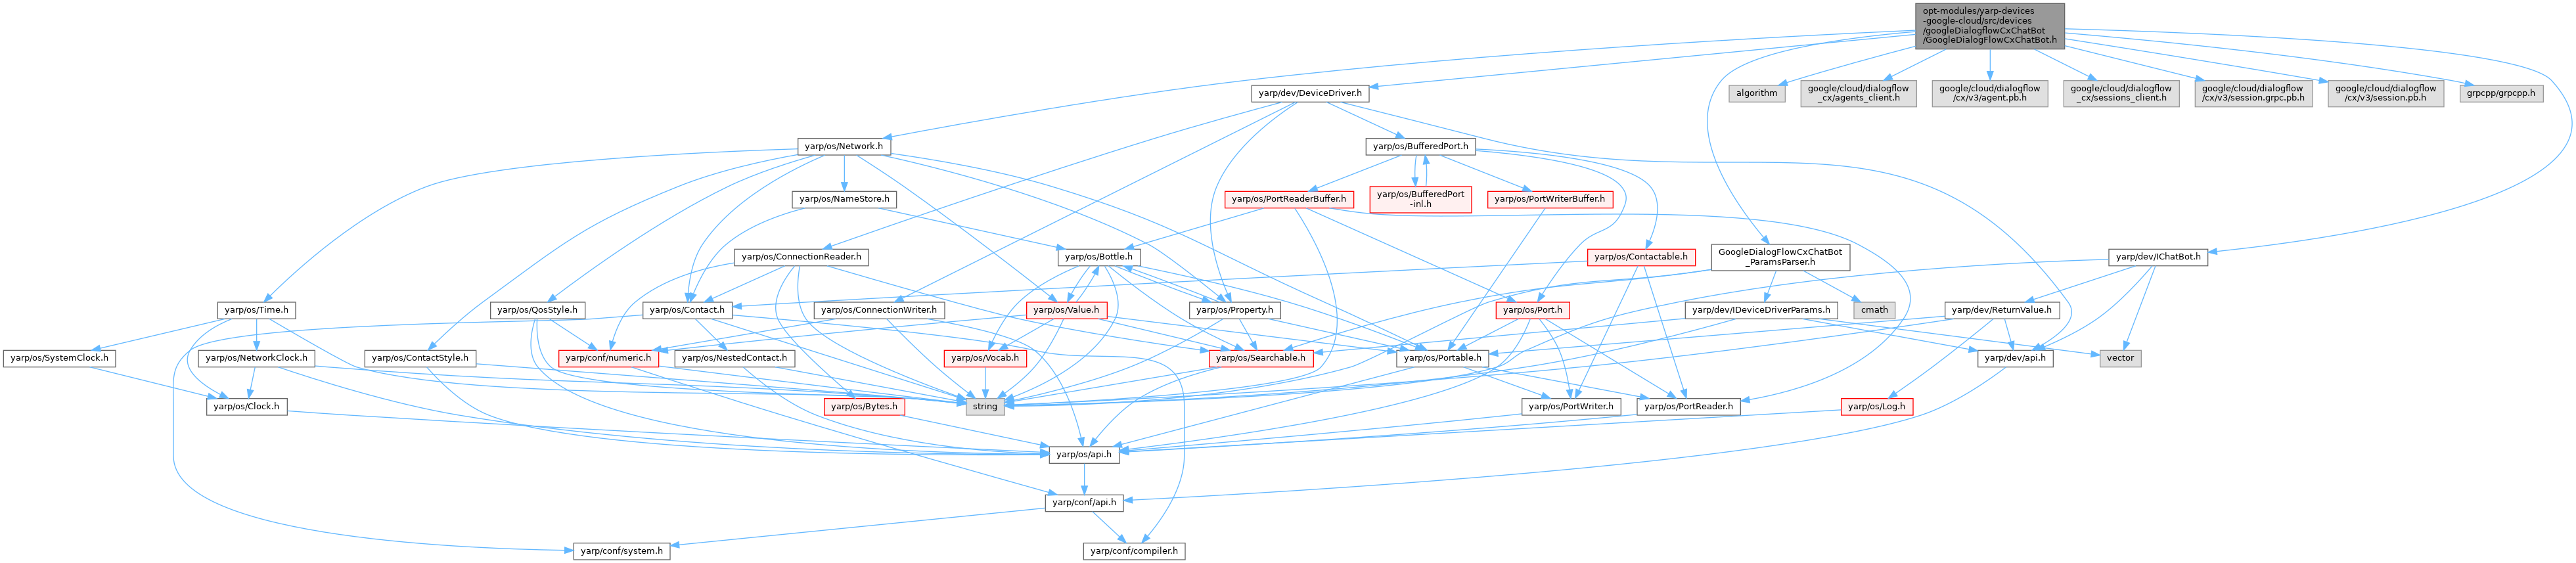 opt-modules/yarp-devices
-google-cloud/src/devices
/googleDialogflowCxChatBot
/GoogleDialogFlowCxChatBot.h
yarp/dev/DeviceDriver.h
algorithm
google/cloud/dialogflow
_cx/agents_client.h
google/cloud/dialogflow
/cx/v3/agent.pb.h
google/cloud/dialogflow
_cx/sessions_client.h
google/cloud/dialogflow
/cx/v3/session.grpc.pb.h
google/cloud/dialogflow
/cx/v3/session.pb.h
grpcpp/grpcpp.h
yarp/os/Network.h
yarp/os/BufferedPort.h
yarp/os/NameStore.h
yarp/os/PortReaderBuffer.h
yarp/os/BufferedPort
-inl.h
yarp/os/PortWriterBuffer.h
yarp/os/ConnectionReader.h
yarp/os/Bottle.h
yarp/os/Contactable.h
GoogleDialogFlowCxChatBot
_ParamsParser.h
yarp/dev/IChatBot.h
yarp/os/Time.h
yarp/os/QosStyle.h
yarp/os/Contact.h
yarp/os/ConnectionWriter.h
yarp/os/Value.h
yarp/os/Property.h
yarp/os/Port.h
yarp/dev/IDeviceDriverParams.h
cmath
yarp/dev/ReturnValue.h
yarp/os/SystemClock.h
yarp/os/NetworkClock.h
yarp/os/ContactStyle.h
yarp/conf/numeric.h
yarp/os/NestedContact.h
yarp/os/Vocab.h
yarp/os/Searchable.h
yarp/os/Portable.h
yarp/dev/api.h
vector
yarp/os/Clock.h
yarp/os/Bytes.h
string
yarp/os/PortWriter.h
yarp/os/PortReader.h
yarp/os/Log.h
yarp/os/api.h
yarp/conf/api.h
yarp/conf/system.h
yarp/conf/compiler.h